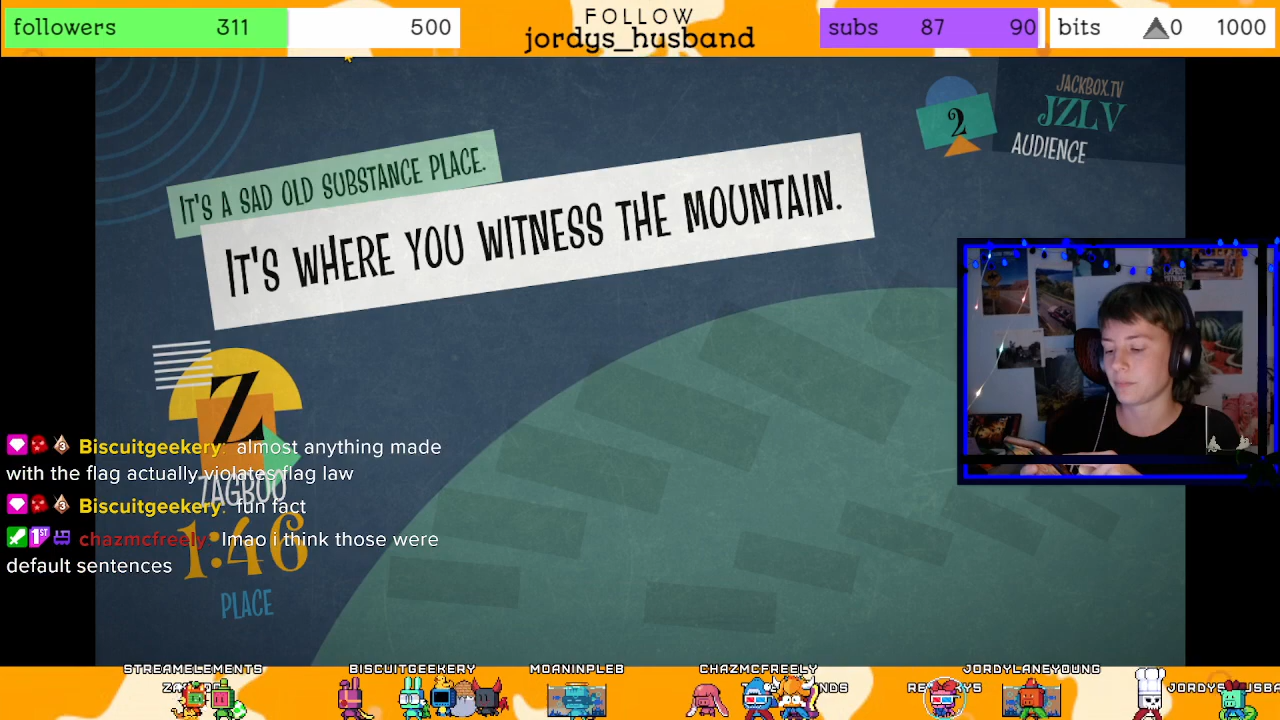 followers 311 500
FOLLOW
jordys_husband
subs 87 90
bits 0 1000
JACKBOX.TV
JZLV
AUDIENCE
2
IT'S A SAD OLD SUBSTANCE PLACE.
IT'S WHERE YOU WITNESS THE MOUNTAIN.
Z
ZAGBOO
1:46
PLACE
Biscuitgeekery: almost anything made
with the flag actually violates flag law
Biscuitgeekery: fun fact
chazmcfreely: lmao i think those were
default sentences
STREAMELEMENTS BISCUITGEEKERY MOANINPLEB CHAZMCFREELY JORDYLANEYOUNG